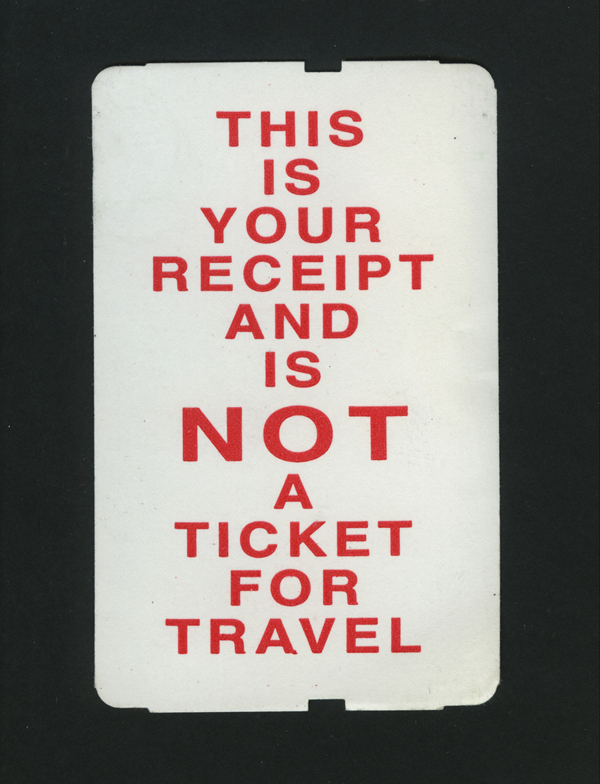 THIS
IS
YOUR
RECEIPT
AND
IS
NOT
A
TICKET
FOR
TRAVEL